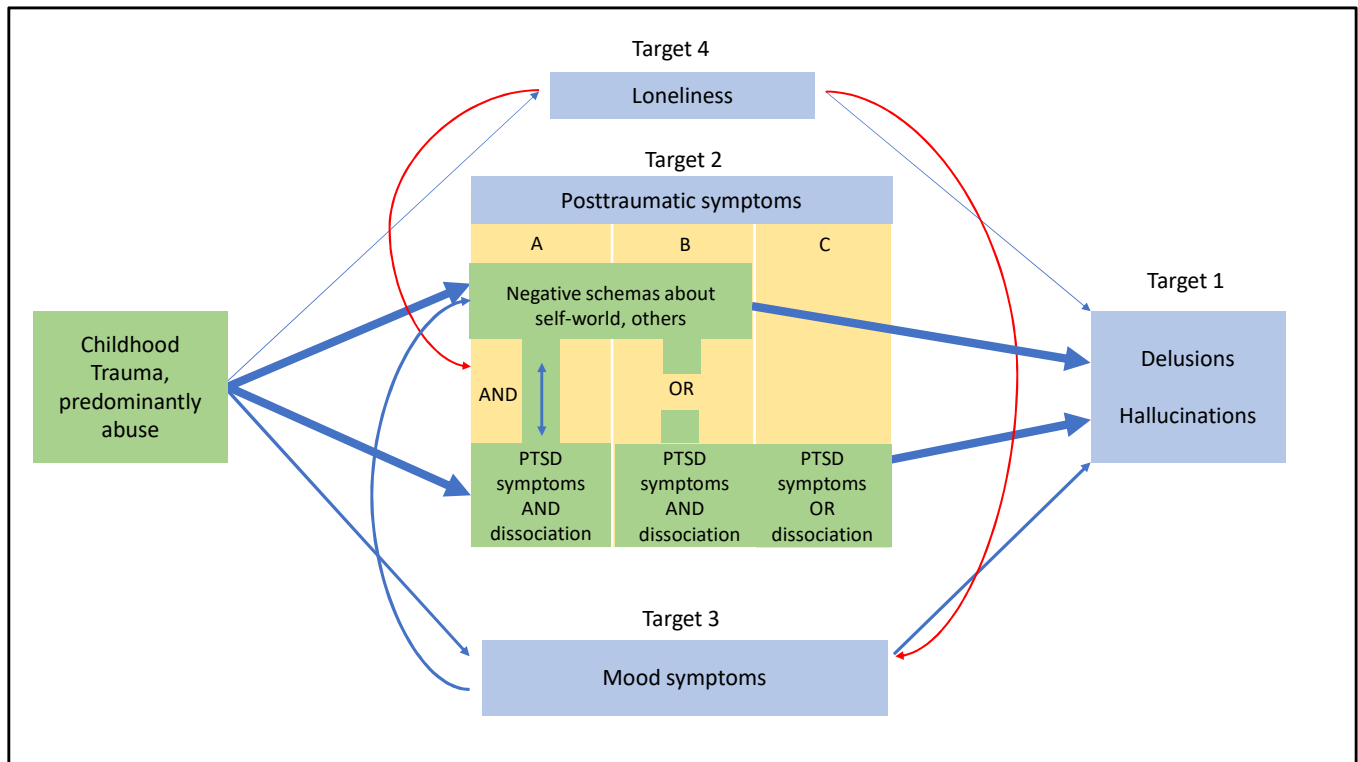 Target 4
Loneliness
Target 2
Posttraumatic symptoms
A
B
C
Negative schemas about
self-world, others
AND
OR
PTSD
symptoms
AND
dissociation
PTSD
symptoms
AND
dissociation
PTSD
symptoms
OR
dissociation
Childhood
Trauma,
predominantly
abuse
Target 1
Delusions
Hallucinations
Target 3
Mood symptoms